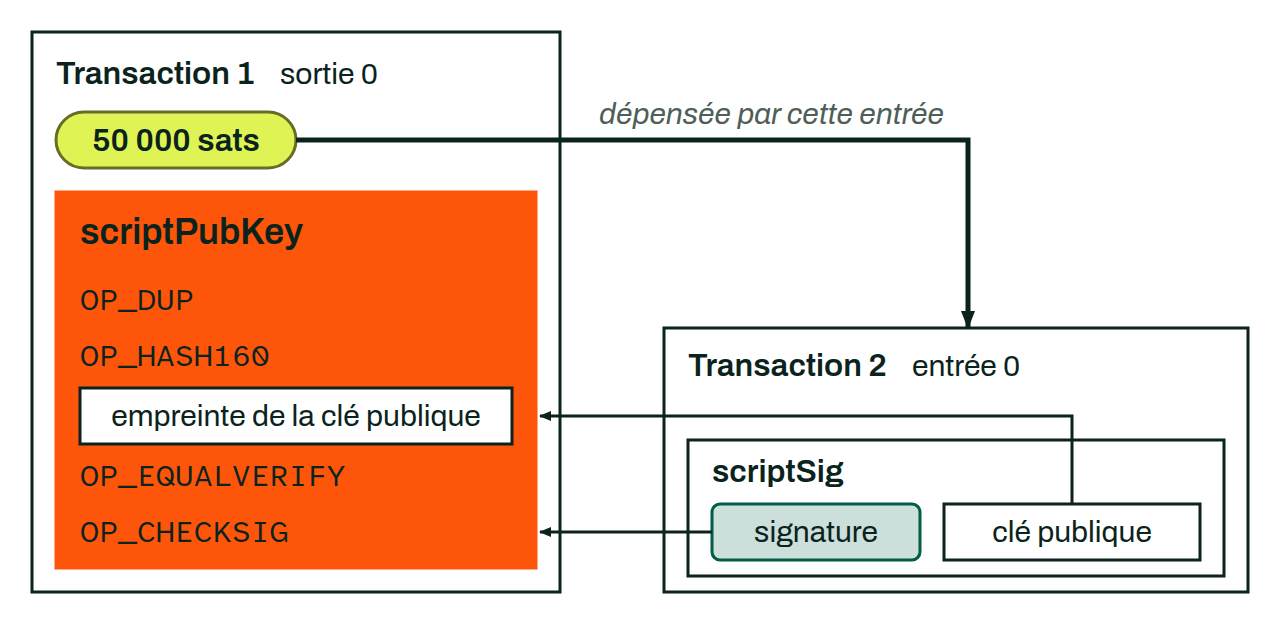 Transaction 1 sortie 0
50 000 sats
dépensée par cette entrée
scriptPubKey
OP_DUP
OP_HASH160
empreinte de la clé publique
OP_EQUALVERIFY
OP_CHECKSIG
Transaction 2 entrée 0
scriptSig
signature
clé publique